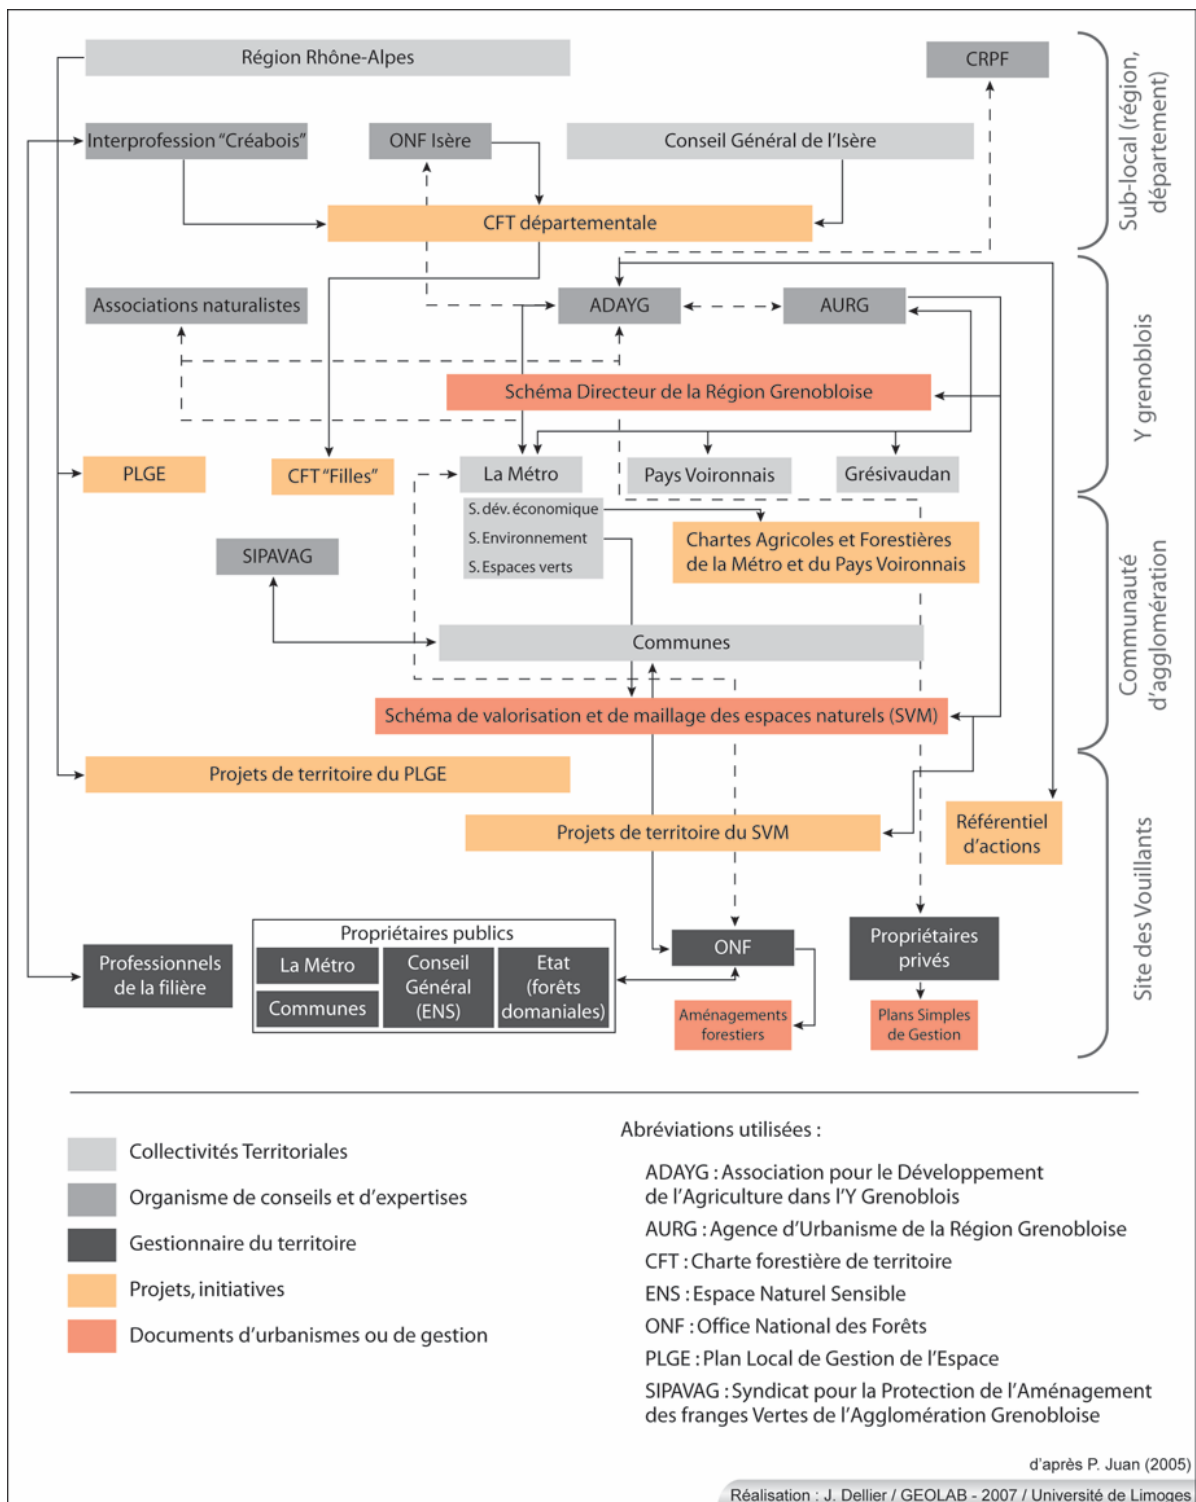 Région Rhône-Alpes
CRPF
Interprofession "Créabois"
ONF Isère
Conseil Général de l'Isère
CFT départementale
Sub-local (région,
département)
Associations naturalistes
ADAYG
AURG
Schéma Directeur de la Région Grenobloise
PLGE
CFT "Filles"
La Métro
Pays Voironnais
Grésivaudan
Y grenoblois
S. dév. économique
S. Environnement
S. Espaces verts
Chartes Agricoles et Forestières
de la Métro et du Pays Voironnais
SIPAVAG
Communes
Schéma de valorisation et de maillage des espaces naturels (SVM)
Communauté
d'agglomération
Projets de territoire du PLGE
Projets de territoire du SVM
Référentiel
d'actions
Professionnels
de la filière
Propriétaires publics
La Métro
Communes
Conseil
Général
(ENS)
Etat
(forêts
domaniales)
ONF
Propriétaires
privés
Aménagements
forestiers
Plans Simples
de Gestion
Site des Vouillants
Collectivités Territoriales
Organisme de conseils et d'expertises
Gestionnaire du territoire
Projets, initiatives
Documents d'urbanismes ou de gestion
Abréviations utilisées :
ADAYG : Association pour le Développement
de l'Agriculture dans l'Y Grenoblois
AURG : Agence d'Urbanisme de la Région Grenobloise
CFT : Charte forestière de territoire
ENS : Espace Naturel Sensible
ONF : Office National des Forêts
PLGE : Plan Local de Gestion de l'Espace
SIPAVAG : Syndicat pour la Protection de l'Aménagement
des franges Vertes de l'Agglomération Grenobloise
d'après P. Juan (2005)
Réalisation : J. Dellier / GEOLAB - 2007 / Université de Limoges